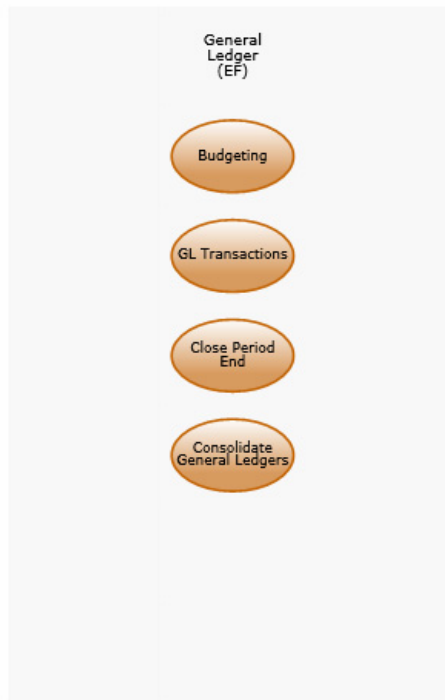 General
Ledger
(EF)
Budgeting
GL Transactions
Close Period
End
Consolidate
General Ledgers